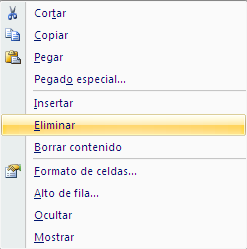 Cortar
Copiar
Pegar
Pegado especial...
Insertar
Eliminar
Borrar contenido
Formato de celdas...
Alto de fila...
Ocultar
Mostrar